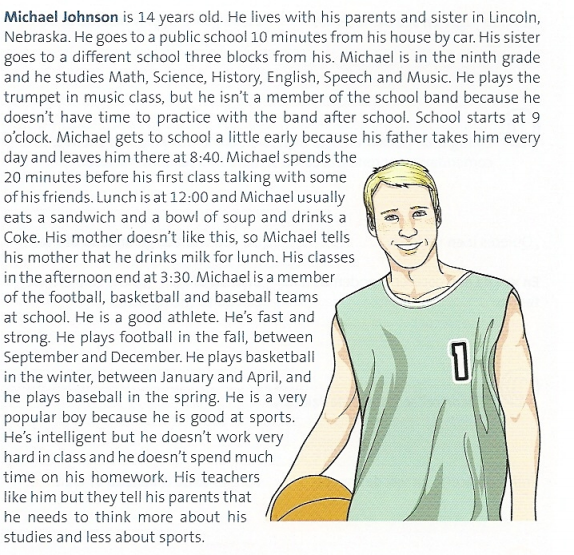 Michael Johnson is 14 years old. He lives with his parents and sister in Lincoln,
Nebraska. He goes to a public school 10 minutes from his house by car. His sister
goes to a different school three blocks from his. Michael is in the ninth grade
and he studies Math, Science, History, English, Speech and Music. He plays the
trumpet in music class, but he isn't a member of the school band because he
doesn't have time to practice with the band after school. School starts at 9
o'clock. Michael gets to school a little early because his father takes him every
day and leaves him there at 8:40. Michael spends the
20 minutes before his first class talking with some
of his friends. Lunch is at 12:00 and Michael usually
eats a sandwich and a bowl of soup and drinks a
Coke. His mother doesn't like this, so Michael tells
his mother that he drinks milk for lunch. His classes
in the afternoon end at 3:30. Michael is a member
of the football, basketball and baseball teams
at school. He is a good athlete. He's fast and
strong. He plays football in the fall, between
September and December. He plays basketball
in the winter, between January and April, and
he plays baseball in the spring. He is a very
popular boy because he is good at sports.
He's intelligent but he doesn't work very
hard in class and he doesn't spend much
time on his homework. His teachers
like him but they tell his parents that
he needs to think more about his
studies and less about sports.
1